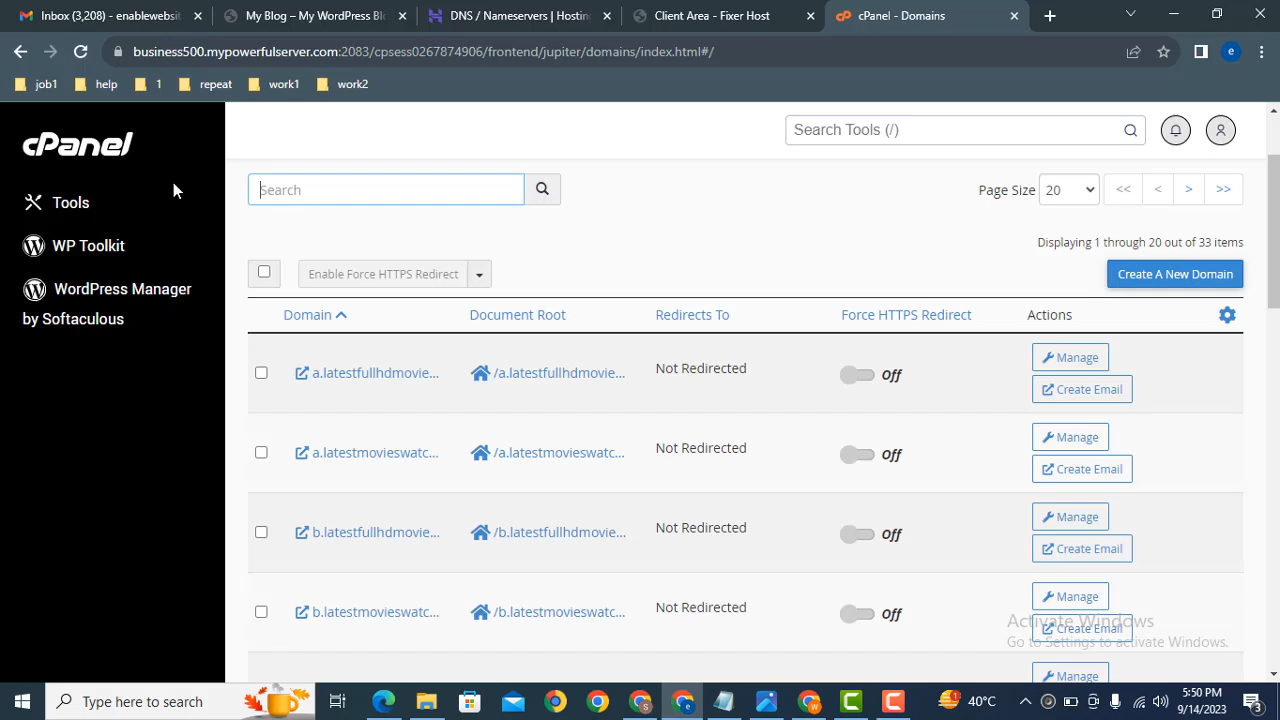 Inbox (3,208) - enablewebsit
My Blog – My WordPress Blo
DNS / Nameservers | Hosting
Client Area - Fixer Host
cPanel - Domains
business500.mypowerfulserver.com:2083/cpsess0267874906/frontend/jupiter/domains/index.html#/
e
job1
help
1
repeat
work1
work2
cPanel
Search Tools (/)
Tools
WP Toolkit
WordPress Manager
by Softaculous
Search
Page Size
20
<<
<
>
>>
Displaying 1 through 20 out of 33 items
Enable Force HTTPS Redirect
Create A New Domain
Domain
Document Root
Redirects To
Force HTTPS Redirect
Actions
a.latestfullhdmovie...
/a.latestfullhdmovie...
Not Redirected
Off
Manage
Create Email
a.latestmovieswatc...
/a.latestmovieswatc...
Not Redirected
Off
Manage
Create Email
b.latestfullhdmovie...
/b.latestfullhdmovie...
Not Redirected
Off
Manage
Create Email
b.latestmovieswatc...
/b.latestmovieswatc...
Not Redirected
Off
Manage
Create Email
Manage
Activate Windows
Go to Settings to activate Windows.
Type here to search
40°C
5:50 PM
9/14/2023
3